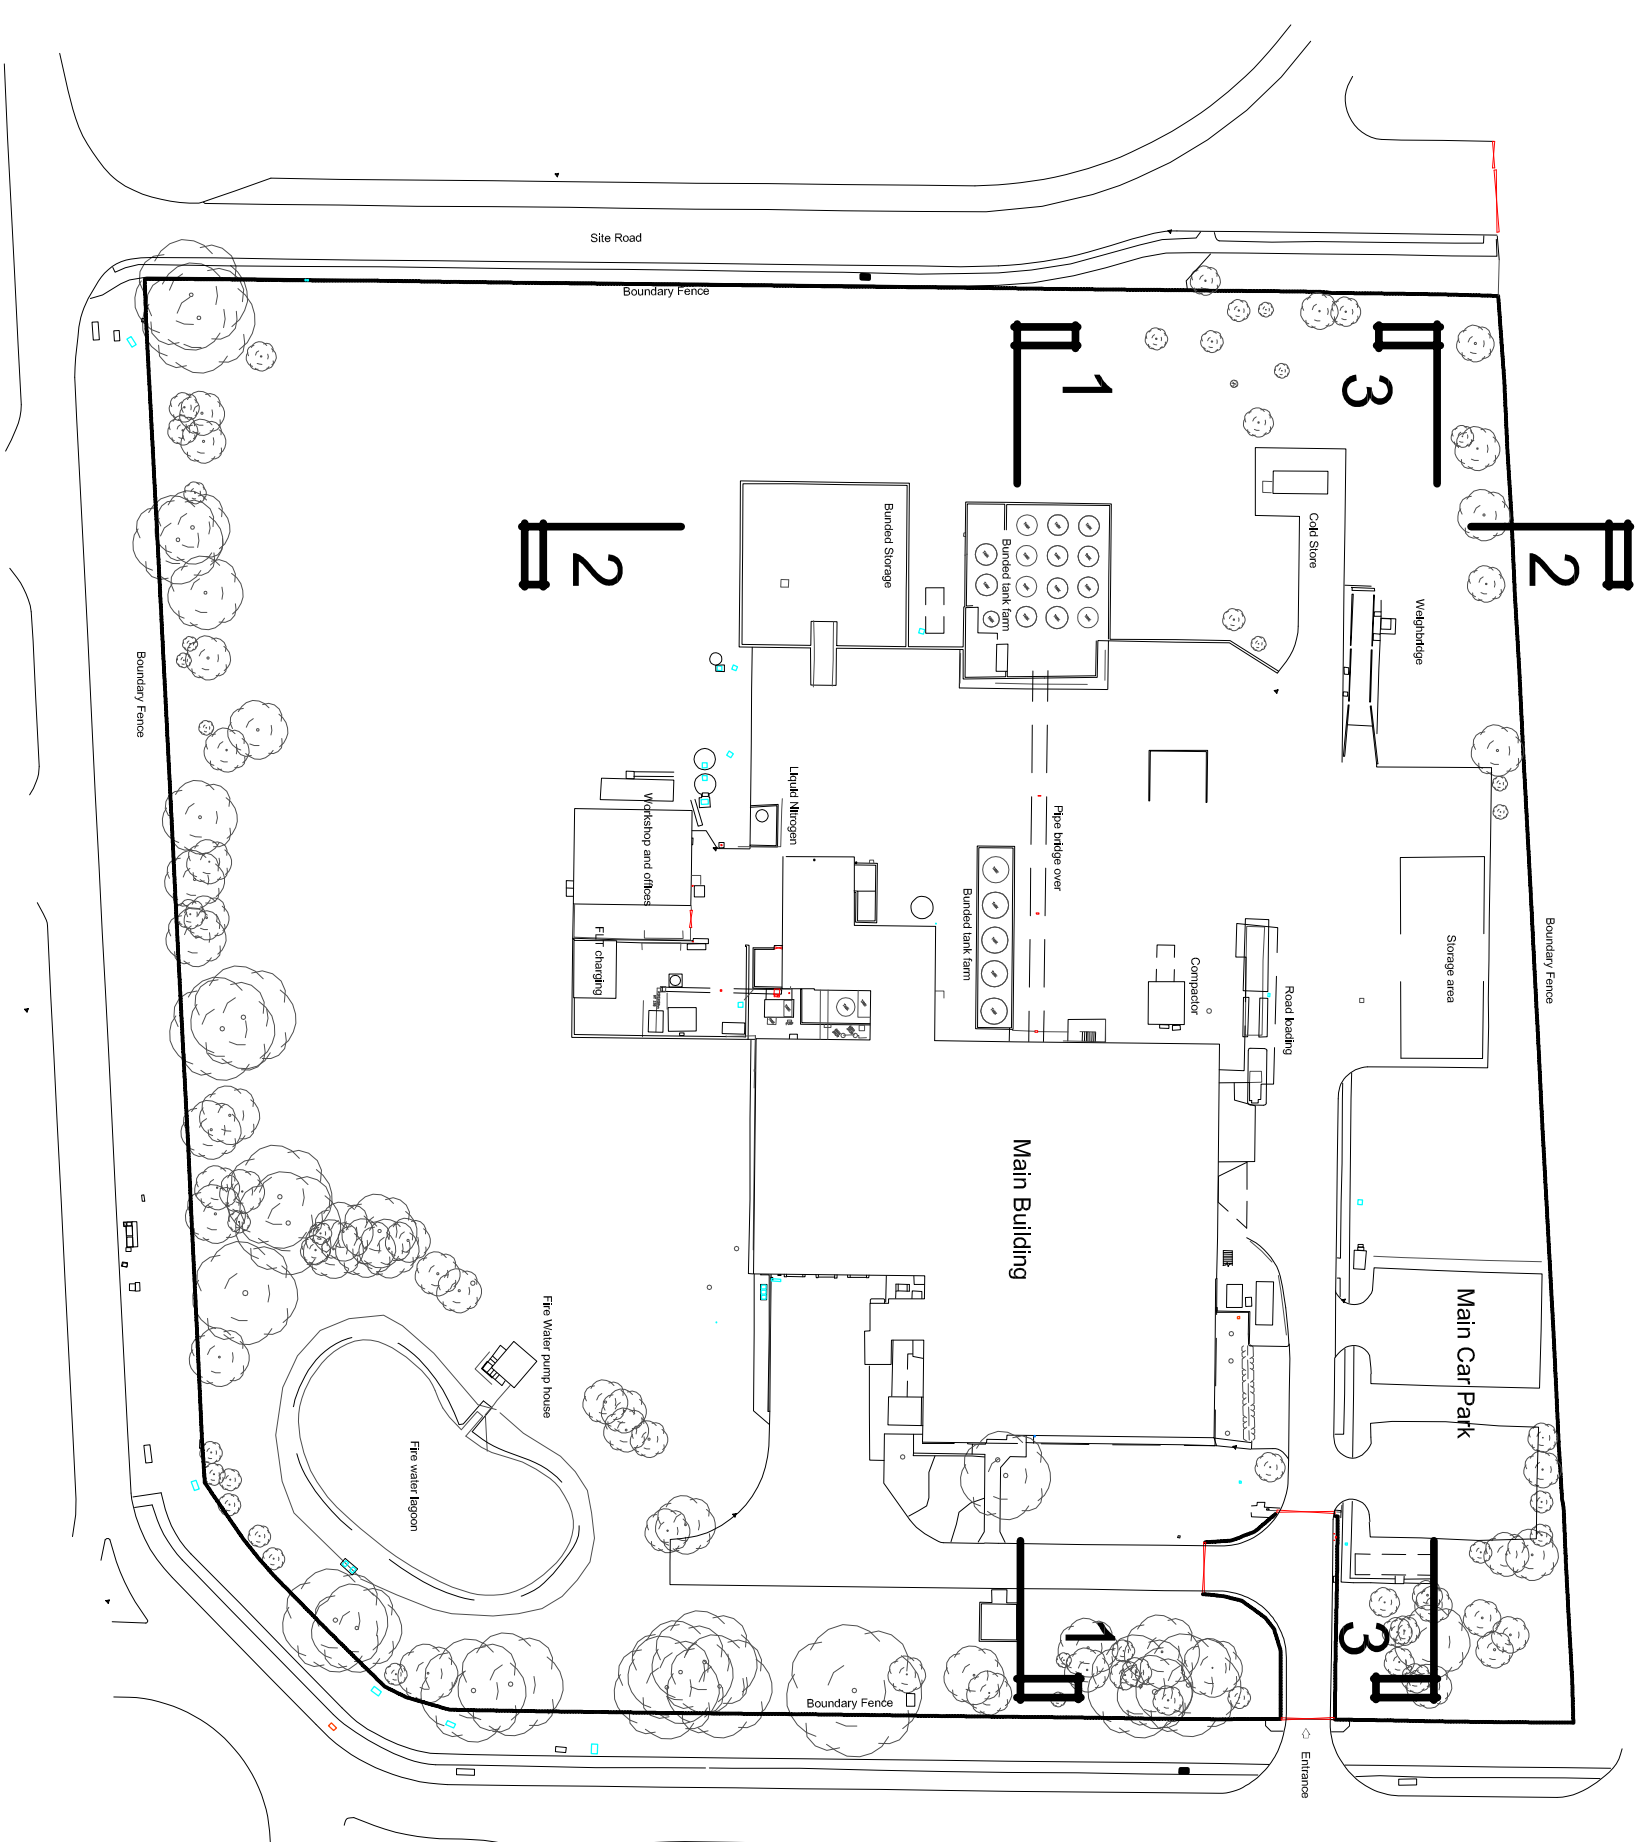 Site Road
Boundary Fence
1
3
2
2
Bunded Storage
Bunded tank farm
Cold Store
Weighbridge
Boundary Fence
Liquid Nitrogen
Workshop and offices
Pipe bridge over
Bunded tank farm
FLT charging
Compactor
Road loading
Storage area
Boundary Fence
Main Building
Main Car Park
Fire Water pump house
Fire water lagoon
1
3
Boundary Fence
Entrance